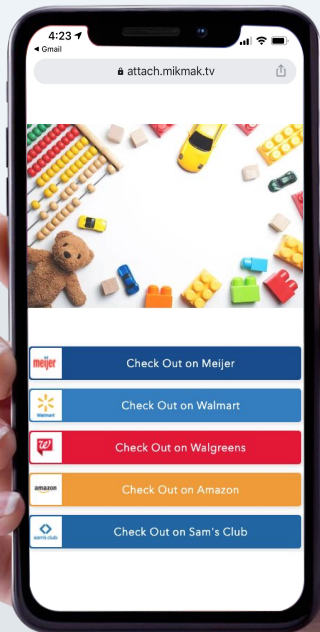 4:23
Gmail
attach.mikmak.tv
meijer
Check Out on Meijer
Walmart
Check Out on Walmart
W
Check Out on Walgreens
amazon
Check Out on Amazon
sam's club
Check Out on Sam's Club